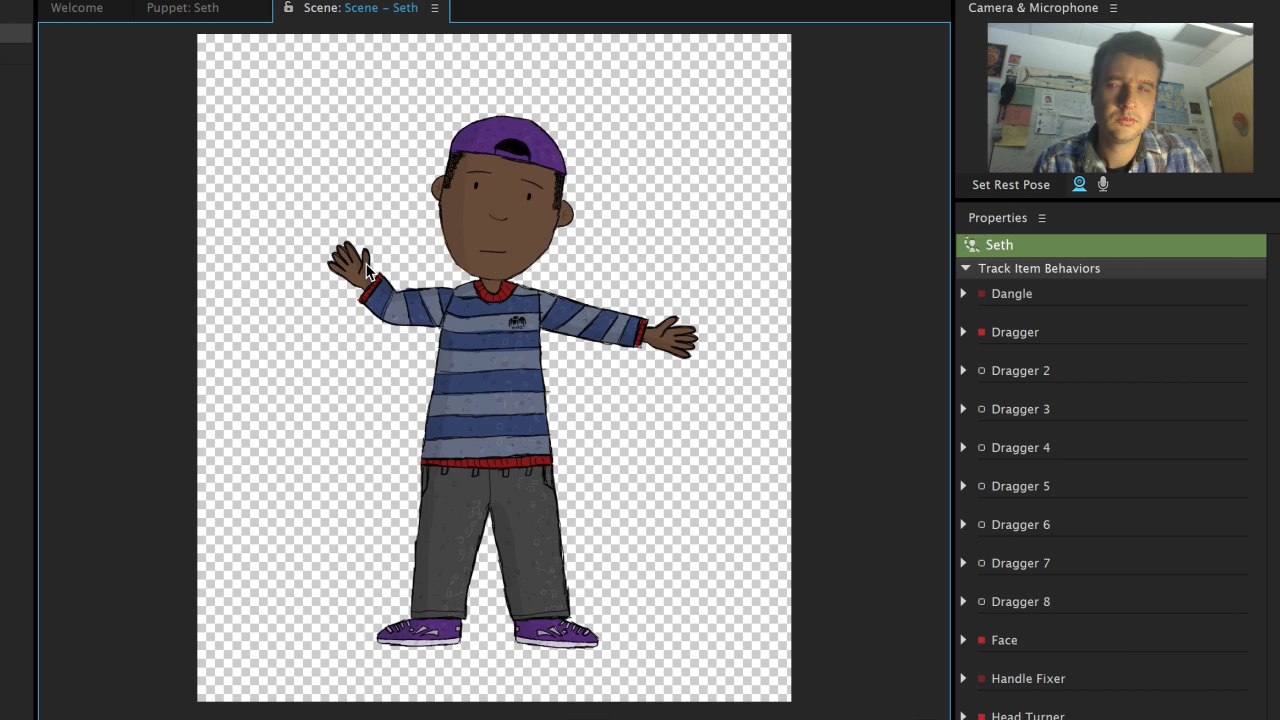 Welcome
Puppet: Seth
Scene: Scene – Seth
Camera & Microphone
Set Rest Pose
Properties
Seth
Track Item Behaviors
Dangle
Dragger
Dragger 2
Dragger 3
Dragger 4
Dragger 5
Dragger 6
Dragger 7
Dragger 8
Face
Handle Fixer
Head Turner